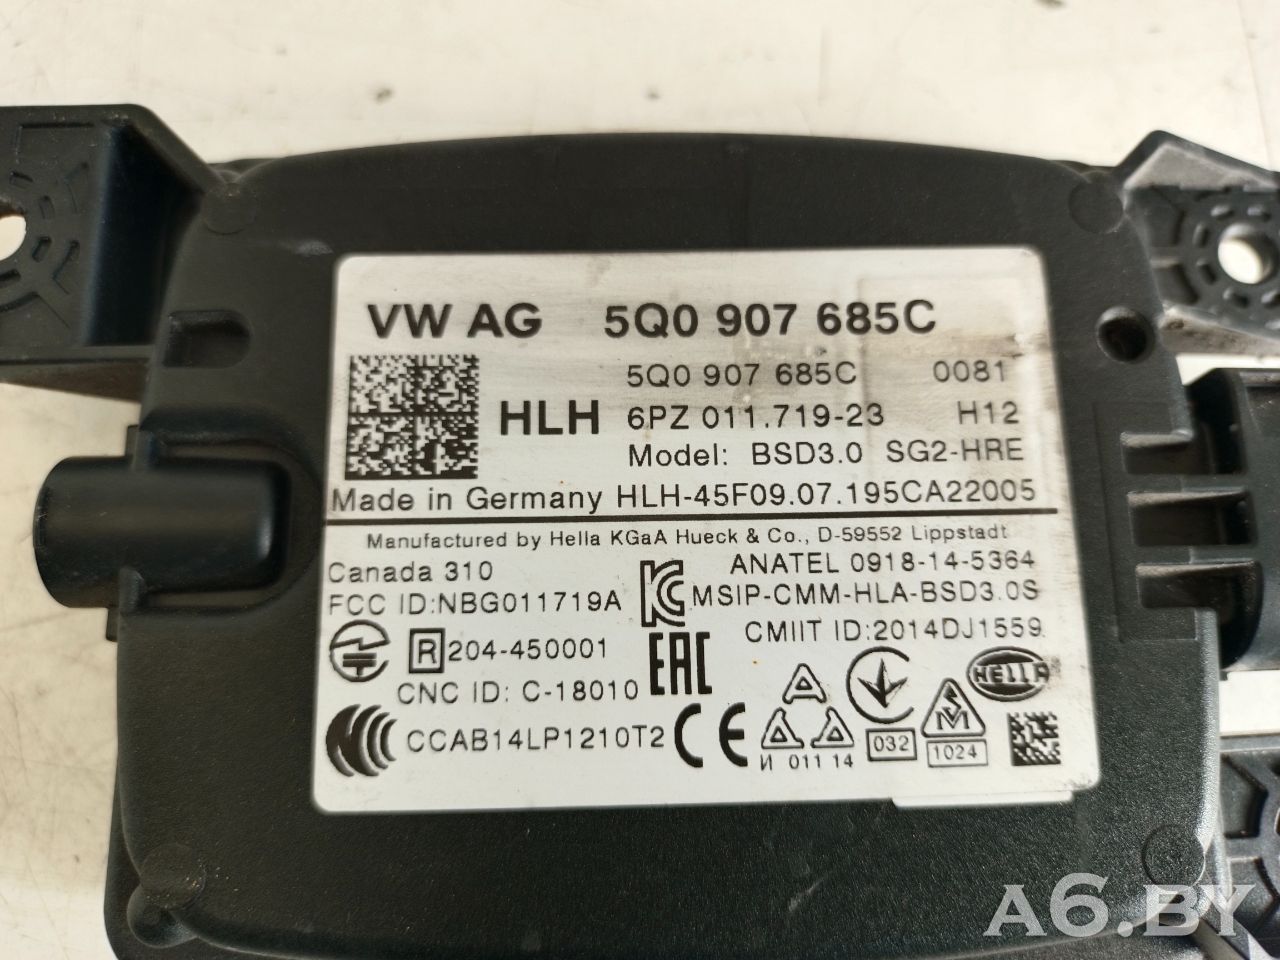 VW AG 5Q0 907 685C
5Q0 907 685C 0081
HLH 6PZ 011.719-23 H12
Model: BSD3.0 SG2-HRE
Made in Germany HLH-45F09.07.195CA22005
Manufactured by Hella KGaA Hueck & Co., D-59552 Lippstadt
Canada 310 ANATEL 0918-14-5364
FCC ID:NBG011719A MSIP-CMM-HLA-BSD3.0S
R 204-450001 EAC CMIIT ID:2014DJ1559
CNC ID: C-18010 HELLA
CCAB14LP1210T2 CE 032 1024
И 011 14
A6.BY